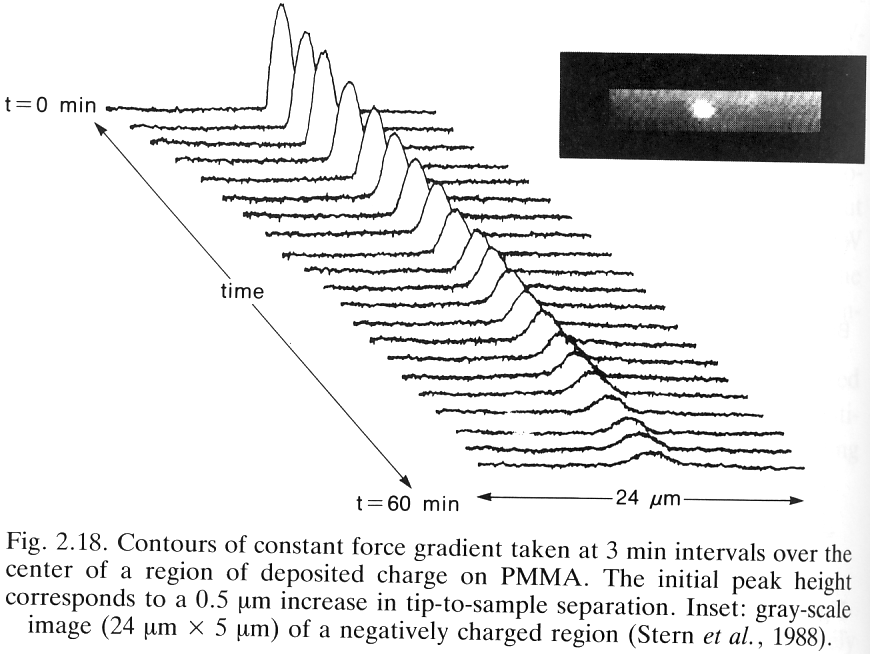 t=0 min
time
t=60 min
24 μm
Fig. 2.18. Contours of constant force gradient taken at 3 min intervals over the
center of a region of deposited charge on PMMA. The initial peak height
corresponds to a 0.5 μm increase in tip-to-sample separation. Inset: gray-scale
image (24 μm × 5 μm) of a negatively charged region (Stern et al., 1988).